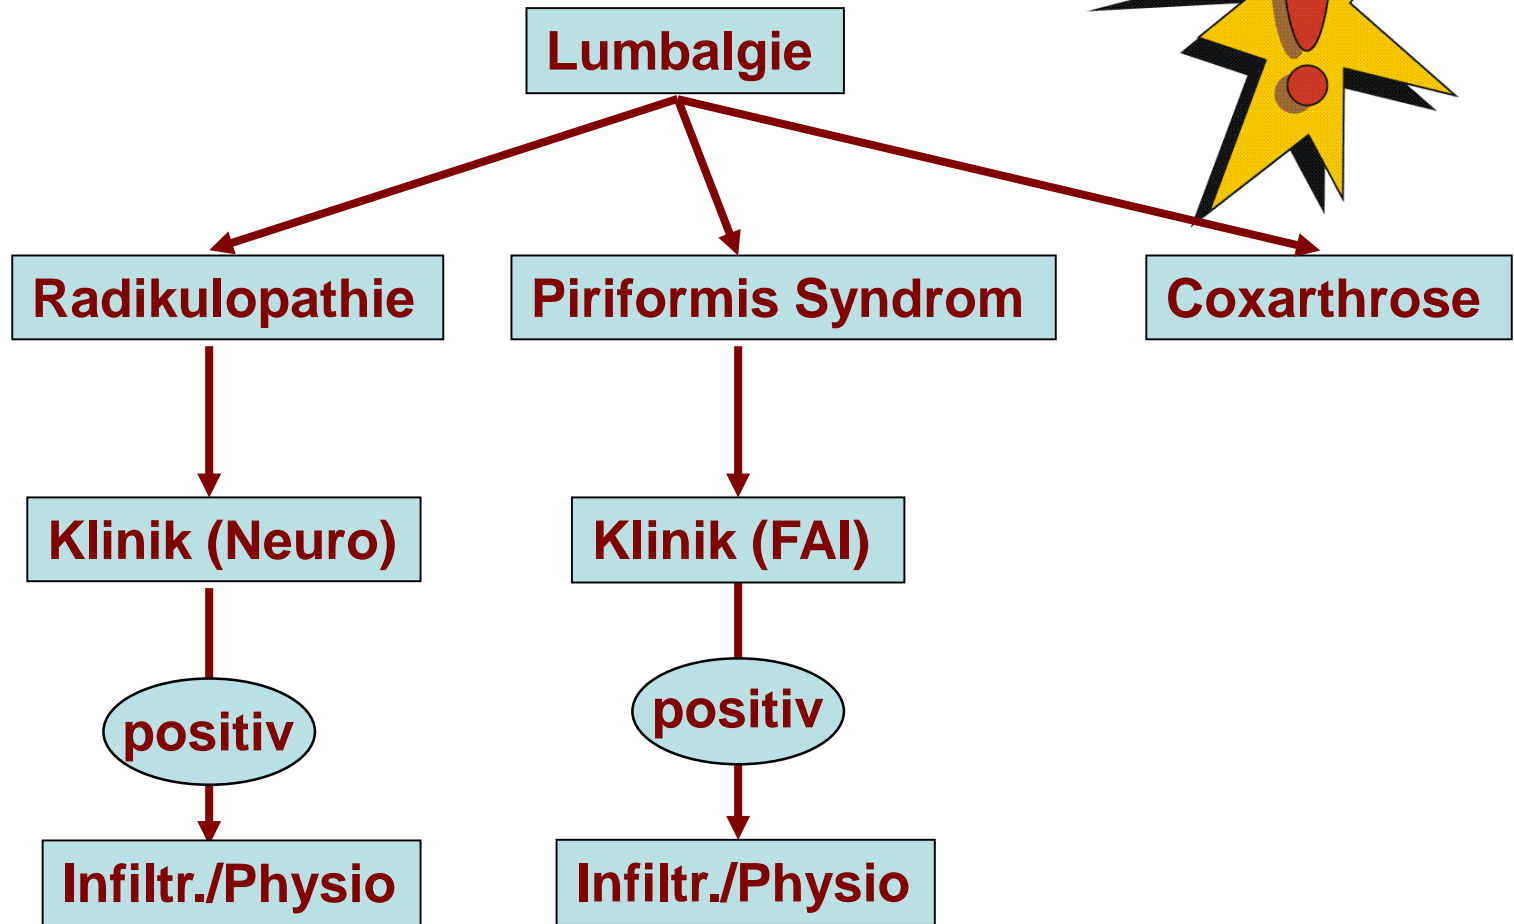 Lumbalgie
Radikulopathie
Piriformis Syndrom
Coxarthrose
Klinik (Neuro)
Klinik (FAI)
positiv
positiv
Infiltr./Physio
Infiltr./Physio